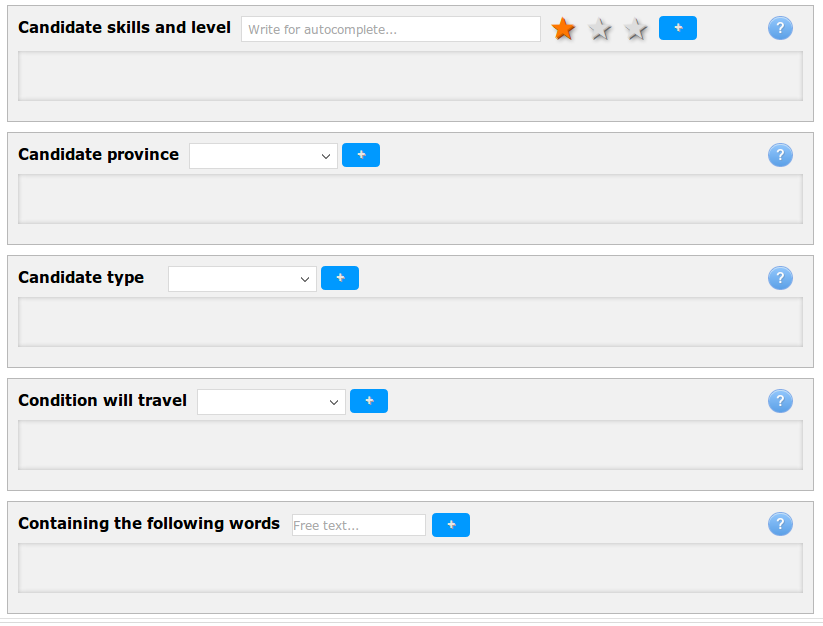 Candidate skills and level Write for autocomplete... + ?
Candidate province + ?
Candidate type + ?
Condition will travel + ?
Containing the following words Free text... + ?